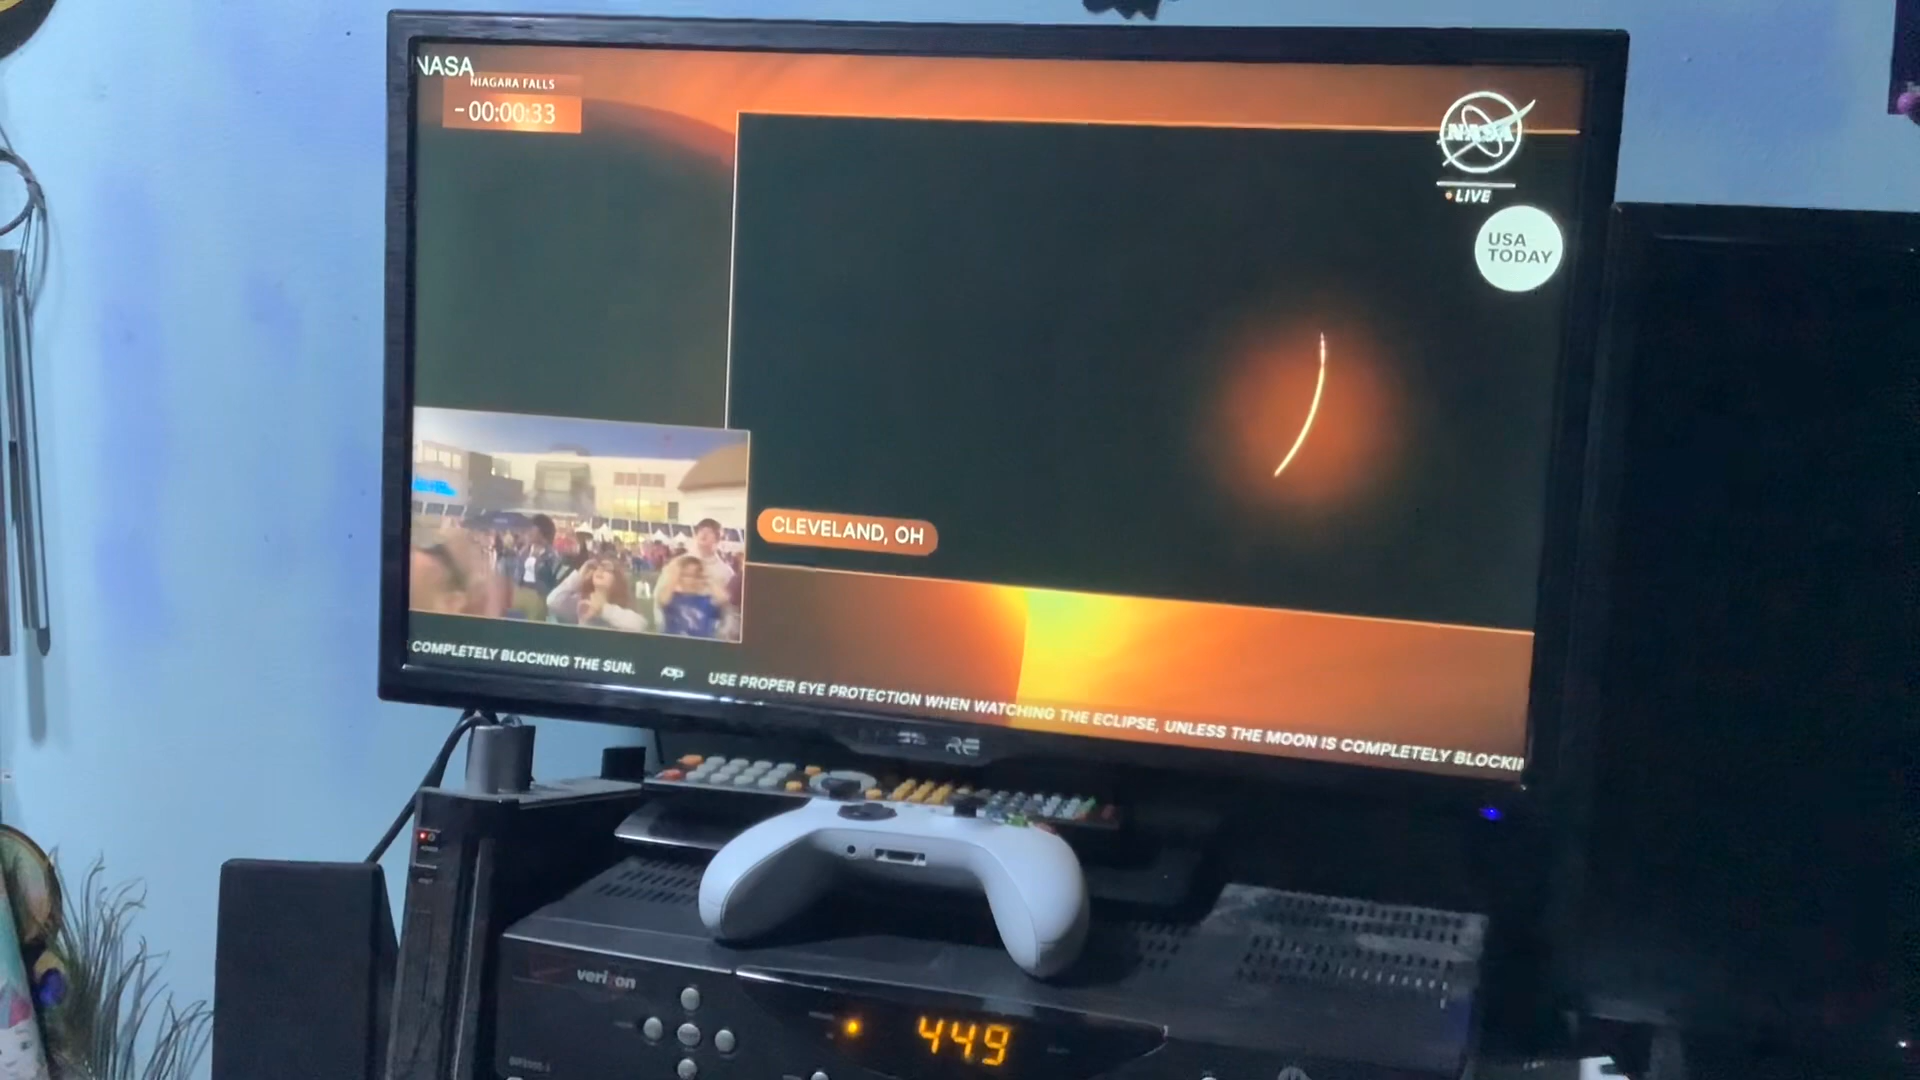 NASA
NIAGARA FALLS
-00:00:33
NASA
LIVE
USA
TODAY
CLEVELAND, OH
COMPLETELY BLOCKING THE SUN.
USE PROPER EYE PROTECTION WHEN WATCHING THE ECLIPSE, UNLESS THE MOON IS COMPLETELY BLOCKIN
verizon
449